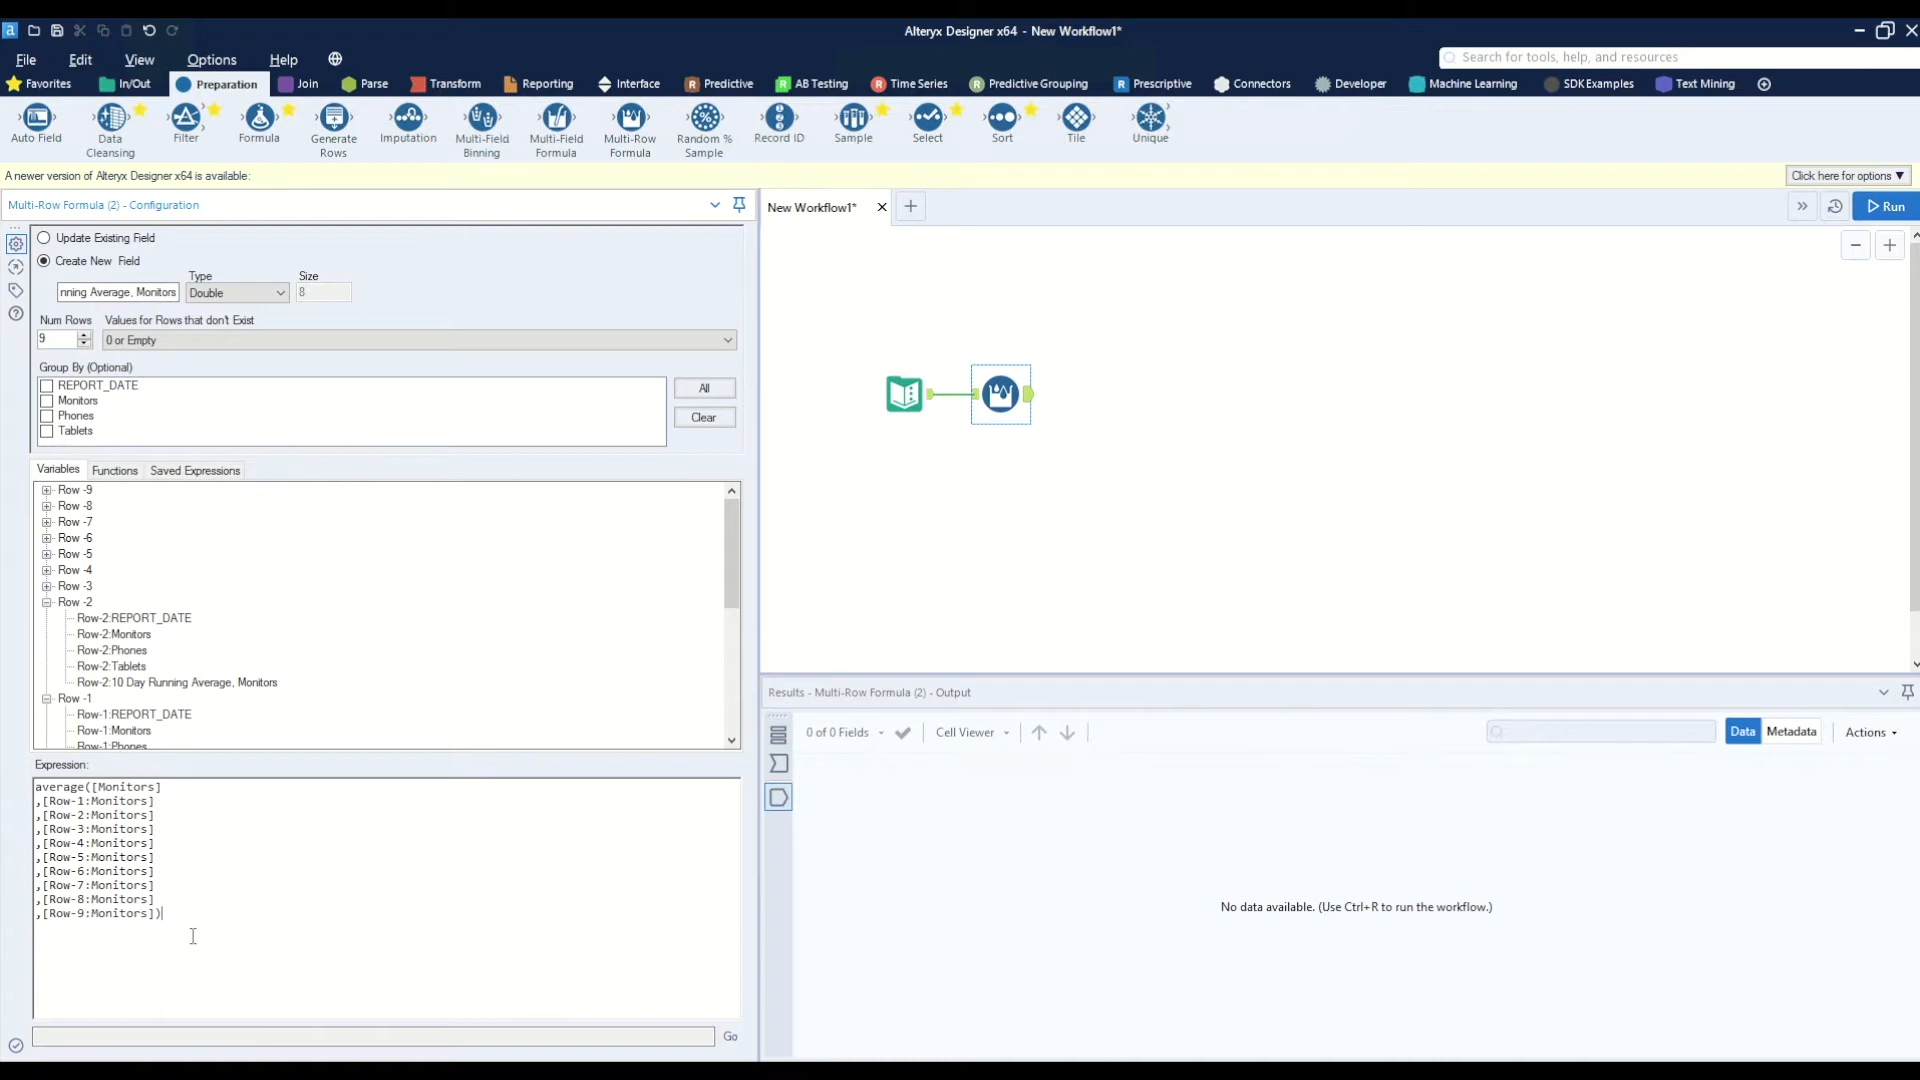 a
Alteryx Designer x64 - New Workflow1*
File Edit View Options Help
Search for tools, help, and resources
Favorites In/Out Preparation Join Parse Transform Reporting Interface Predictive AB Testing Time Series Predictive Grouping Prescriptive Connectors Developer Machine Learning SDKExamples Text Mining
Auto Field Data Cleansing Filter Formula Generate Rows Imputation Multi-Field Binning Multi-Field Formula Multi-Row Formula Random % Sample Record ID Sample Select Sort Tile Unique
A newer version of Alteryx Designer x64 is available:
Click here for options ▼
Multi-Row Formula (2) - Configuration
New Workflow1*
Run
Update Existing Field
Create New Field
Type Size
nning Average, Monitors Double 8
Num Rows Values for Rows that don't Exist
9 0 or Empty
Group By (Optional)
REPORT_DATE
Monitors
Phones
Tablets
All
Clear
Variables Functions Saved Expressions
Row -9
Row -8
Row -7
Row -6
Row -5
Row -4
Row -3
Row -2
Row-2:REPORT_DATE
Row-2:Monitors
Row-2:Phones
Row-2:Tablets
Row-2:10 Day Running Average, Monitors
Row -1
Row-1:REPORT_DATE
Row-1:Monitors
Row-1:Phones
Expression:
average([Monitors]
,[Row-1:Monitors]
,[Row-2:Monitors]
,[Row-3:Monitors]
,[Row-4:Monitors]
,[Row-5:Monitors]
,[Row-6:Monitors]
,[Row-7:Monitors]
,[Row-8:Monitors]
,[Row-9:Monitors])
Go
Results - Multi-Row Formula (2) - Output
0 of 0 Fields Cell Viewer Data Metadata Actions
No data available. (Use Ctrl+R to run the workflow.)